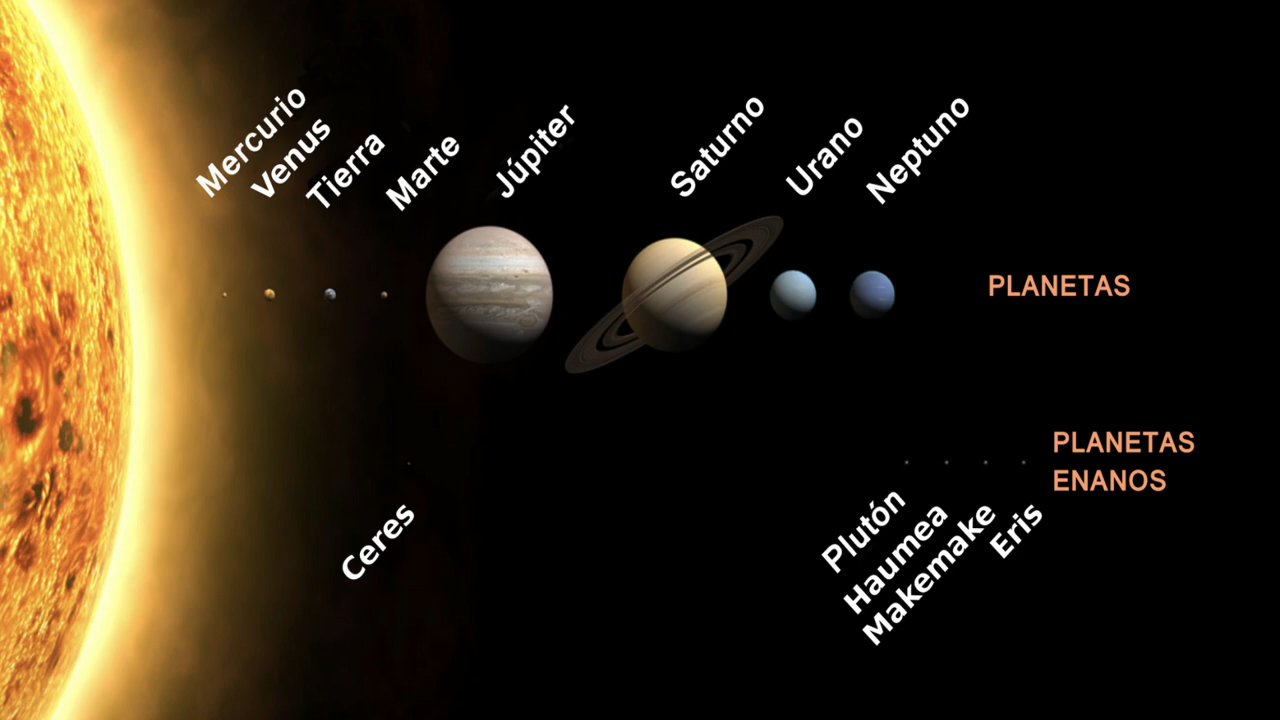 Mercurio
Venus
Tierra
Marte
Júpiter
Saturno
Urano
Neptuno
PLANETAS
PLANETAS
ENANOS
Ceres
Plutón
Haumea
Makemake
Eris